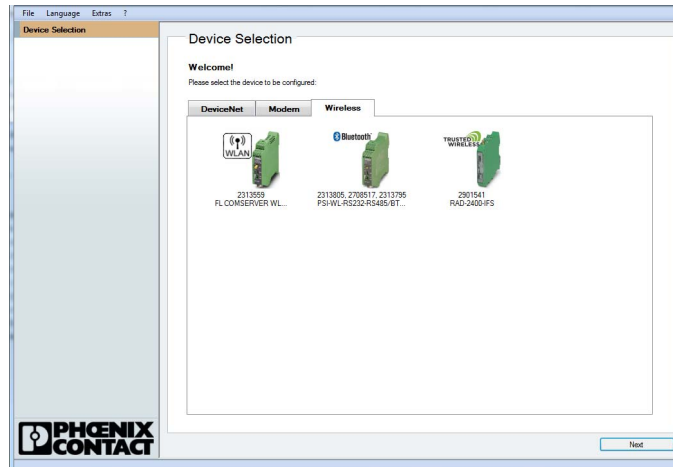 File Language Extras ?
Device Selection
Device Selection
Welcome!
Please select the device to be configured:
DeviceNet Modem Wireless
WLAN
Bluetooth
TRUSTED WIRELESS
2313559
FL COMSERVER WL...
2313805, 2708517, 2313795
PSI-WL-RS232-RS485/BT...
2901541
RAD-2400-IFS
PHŒNIX
CONTACT
Next